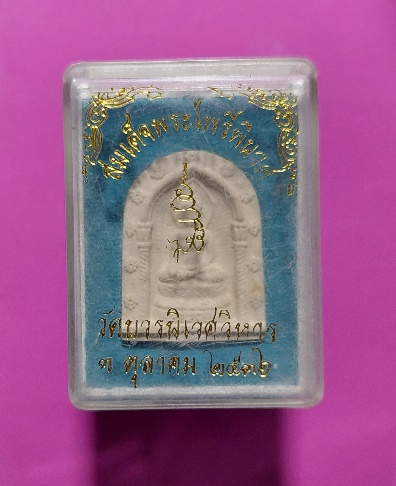 สมเด็จพระไพรีพินาศ
วัดบวรนิเวศวิหาร
๓ ตุลาคม ๒๕๓๖